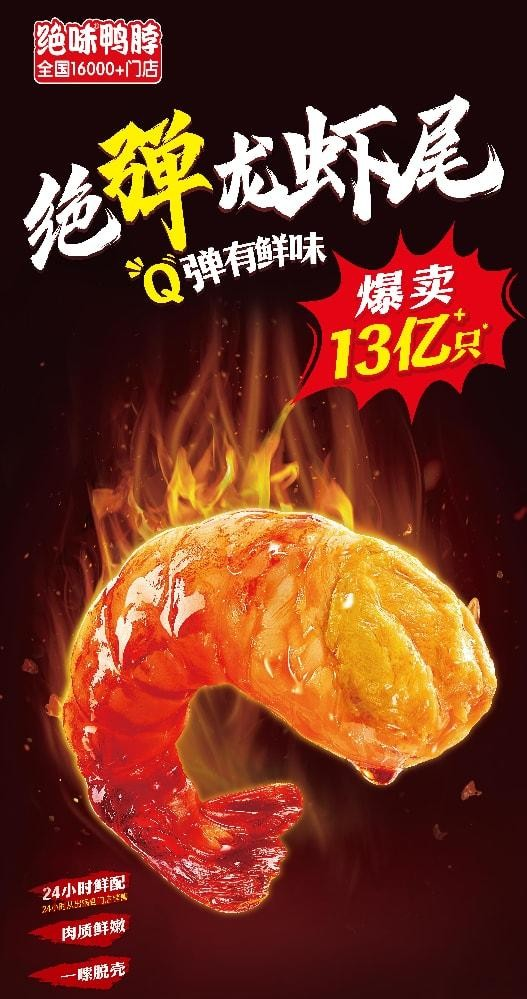 绝味鸭脖
全国16000+门店
绝弹龙虾尾
Q弹有鲜味
爆卖
13亿+只*
24小时鲜配
肉质鲜嫩
一嗦脱壳